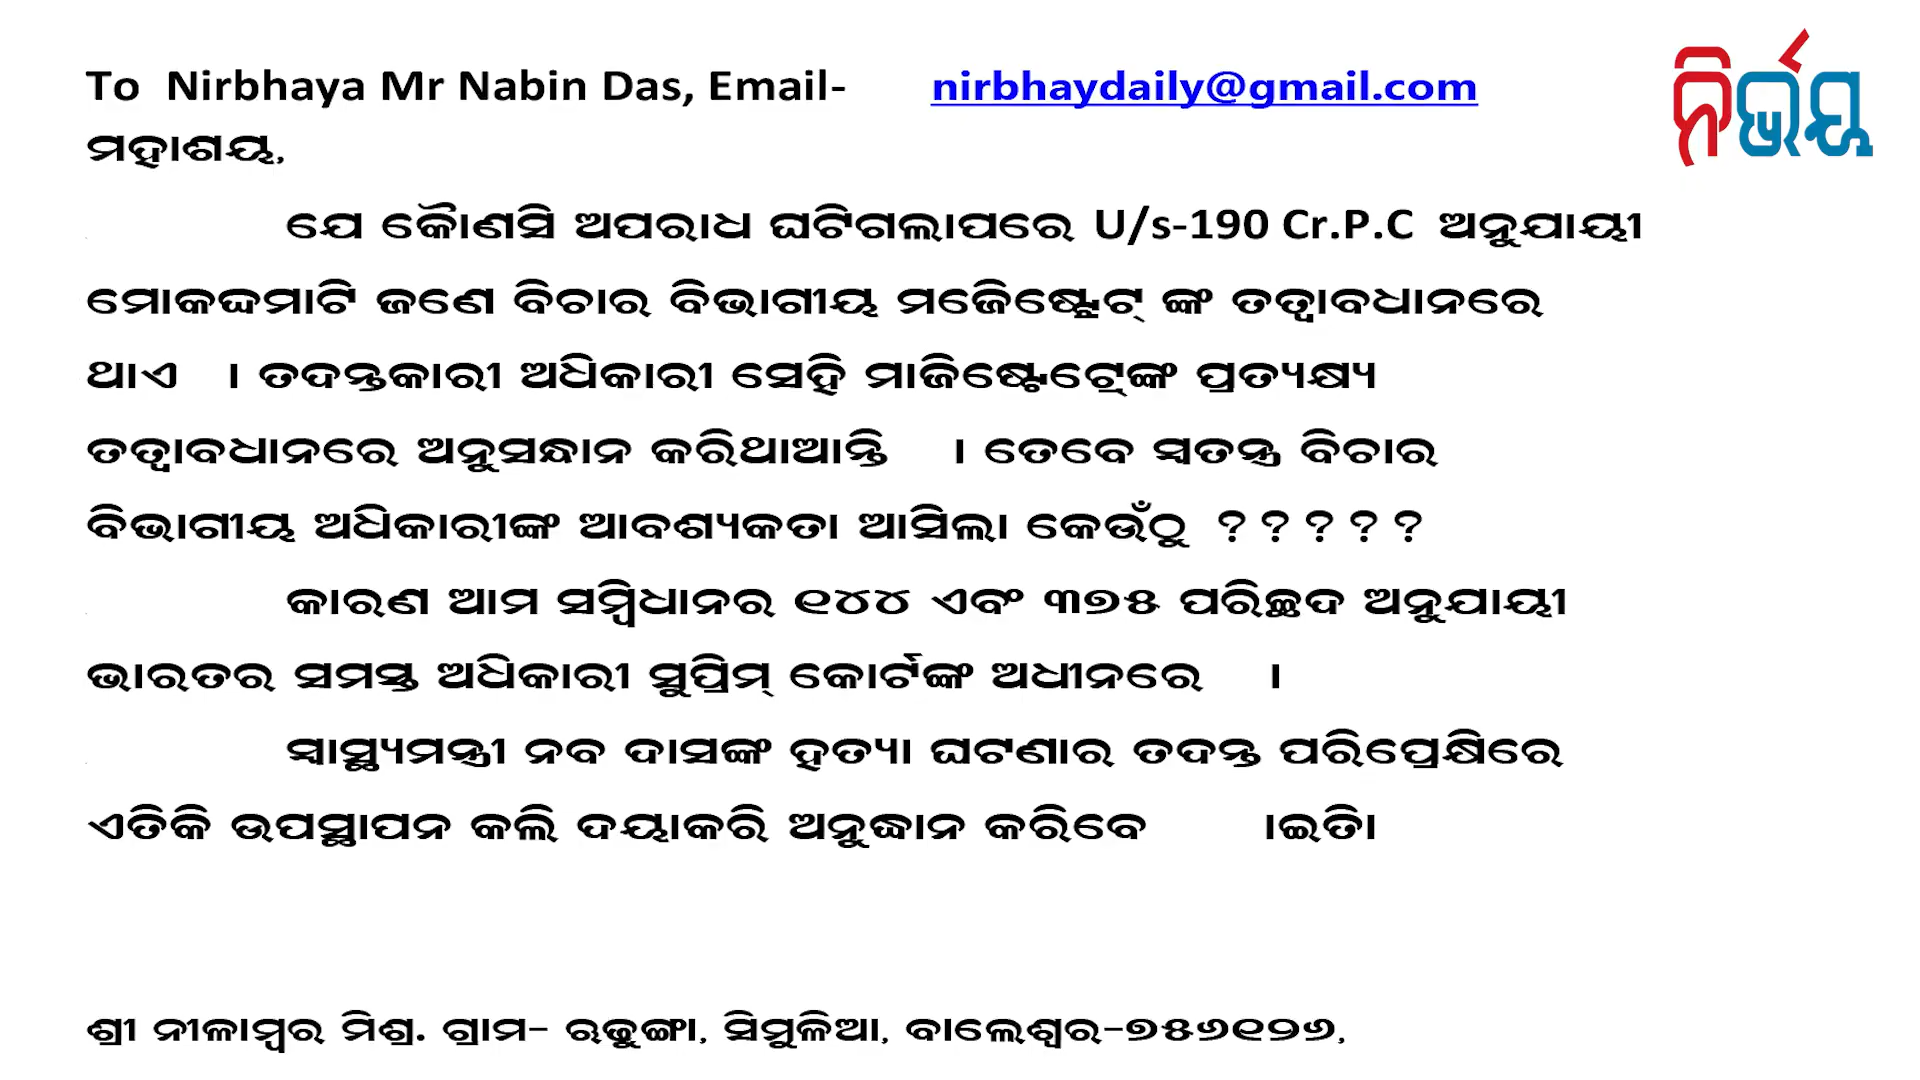 To Nirbhaya Mr Nabin Das, Email- nirbhaydaily@gmail.com
ନିର୍ଭୟ
ମହାଶୟ,
ଯେ କୌଣସି ଅପରାଧ ଘଟିଗଲାପରେ U/s-190 Cr.P.C ଅନୁଯାୟୀ
ମୋକଦ୍ଦମାଟି ଜଣେ ବିଚାର ବିଭାଗୀୟ ମଜିେଷ୍ଟ୍ରେଟ୍ ଙ୍କ ତତ୍ୱାବଧାନରେ
ଥାଏ । ତଦନ୍ତକାରୀ ଅଧିକାରୀ ସେହି ମାଜିଷ୍ଟେଟ୍ରେଙ୍କ ପ୍ରତ୍ୟକ୍ଷ୍ୟ
ତତ୍ୱାବଧାନରେ ଅନୁସନ୍ଧାନ କରିଥାଆନ୍ତି । ତେବେ ସ୍ୱତନ୍ତ୍ର ବିଚାର
ବିଭାଗୀୟ ଅଧିକାରୀଙ୍କ ଆବଶ୍ୟକତା ଆସିଲା କେଉଁଠୁ ? ? ? ? ?
କାରଣ ଆମ ସମ୍ବିଧାନର ୧୪୪ ଏବଂ ୩୭୫ ପରିଚ୍ଛଦ ଅନୁଯାୟୀ
ଭାରତର ସମସ୍ତ ଅଧିକାରୀ ସୁପ୍ରିମ୍ କୋର୍ଟଙ୍କ ଅଧୀନରେ ।
ସ୍ୱାସ୍ଥ୍ୟମନ୍ତ୍ରୀ ନବ ଦାସଙ୍କ ହତ୍ୟା ଘଟଣାର ତଦନ୍ତ ପରିପ୍ରେକ୍ଷିରେ
ଏତିକି ଉପସ୍ଥାପନ କଲି ଦୟାକରି ଅନୁଦ୍ଧାନ କରିବେ ।ଇତି।
ଶ୍ରୀ ନୀଳାମ୍ବର ମିଶ୍ର. ଗ୍ରାମ- ଋଢୁଙ୍ଗା, ସିମୁଳିଆ, ବାଲେଶ୍ୱର-୭୫୬୧୨୬,